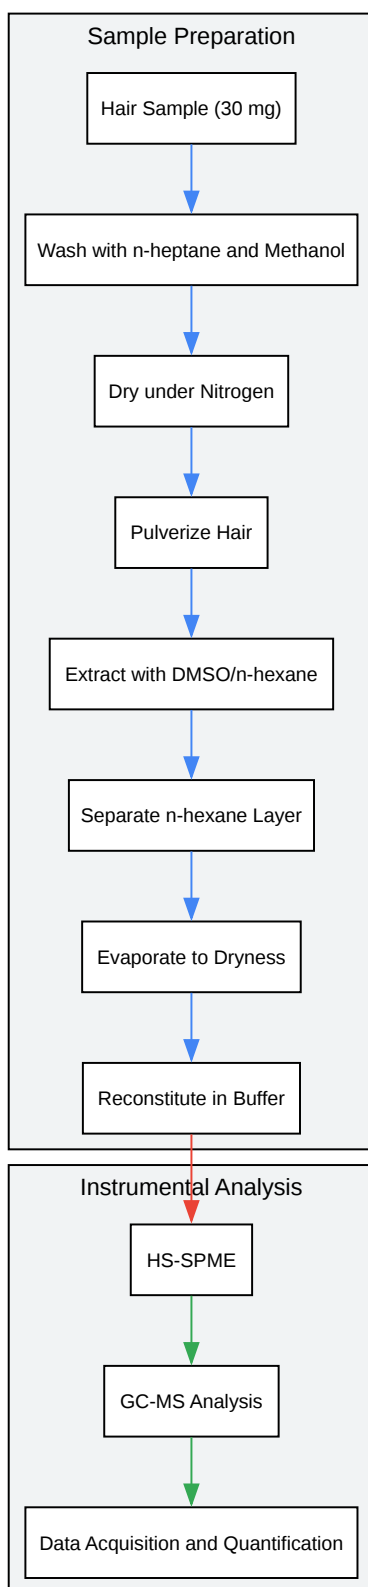 Sample Preparation
Hair Sample (30 mg)
Wash with n-heptane and Methanol
Dry under Nitrogen
Pulverize Hair
Extract with DMSO/n-hexane
Separate n-hexane Layer
Evaporate to Dryness
Reconstitute in Buffer
Instrumental Analysis
HS-SPME
GC-MS Analysis
Data Acquisition and Quantification